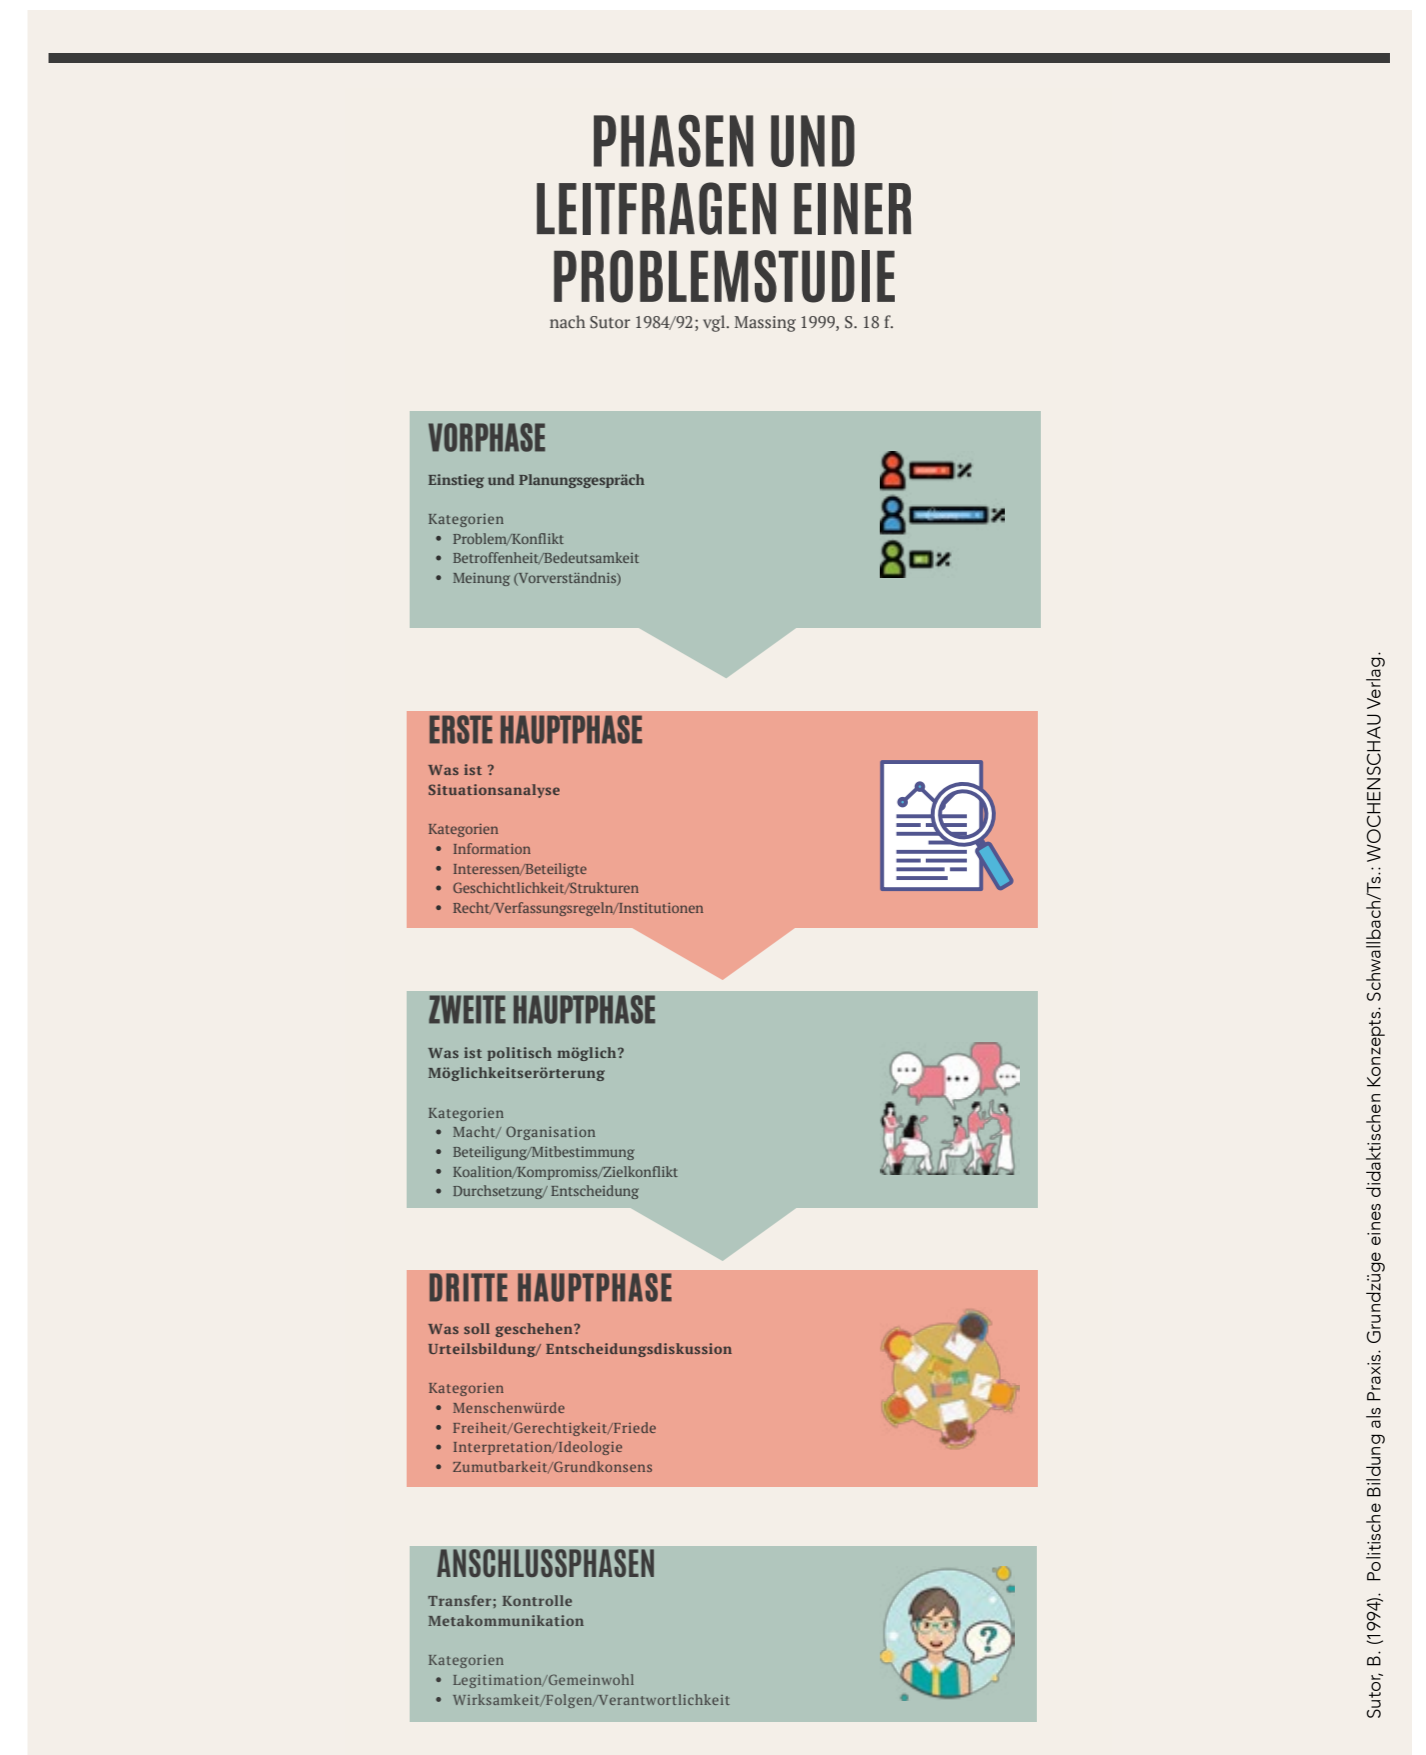 PHASEN UND
LEITFRAGEN EINER
PROBLEMSTUDIE
nach Sutor 1984/92; vgl. Massing 1999, S. 18 f.
VORPHASE
Einstieg und Planungsgespräch
Kategorien
• Problem/Konflikt
• Betroffenheit/Bedeutsamkeit
• Meinung (Vorverständnis)
ERSTE HAUPTPHASE
Was ist ?
Situationsanalyse
Kategorien
• Information
• Interessen/Beteiligte
• Geschichtlichkeit/Strukturen
• Recht/Verfassungsregeln/Institutionen
ZWEITE HAUPTPHASE
Was ist politisch möglich?
Möglichkeitserörterung
Kategorien
• Macht/ Organisation
• Beteiligung/Mitbestimmung
• Koalition/Kompromiss/Zielkonflikt
• Durchsetzung/ Entscheidung
DRITTE HAUPTPHASE
Was soll geschehen?
Urteilsbildung/ Entscheidungsdiskussion
Kategorien
• Menschenwürde
• Freiheit/Gerechtigkeit/Friede
• Interpretation/Ideologie
• Zumutbarkeit/Grundkonsens
ANSCHLUSSPHASEN
Transfer; Kontrolle
Metakommunikation
Kategorien
• Legitimation/Gemeinwohl
• Wirksamkeit/Folgen/Verantwortlichkeit
?
Sutor, B. (1994). Politische Bildung als Praxis. Grundzüge eines didaktischen Konzepts. Schwallbach/Ts.: WOCHENSCHAU Verlag.